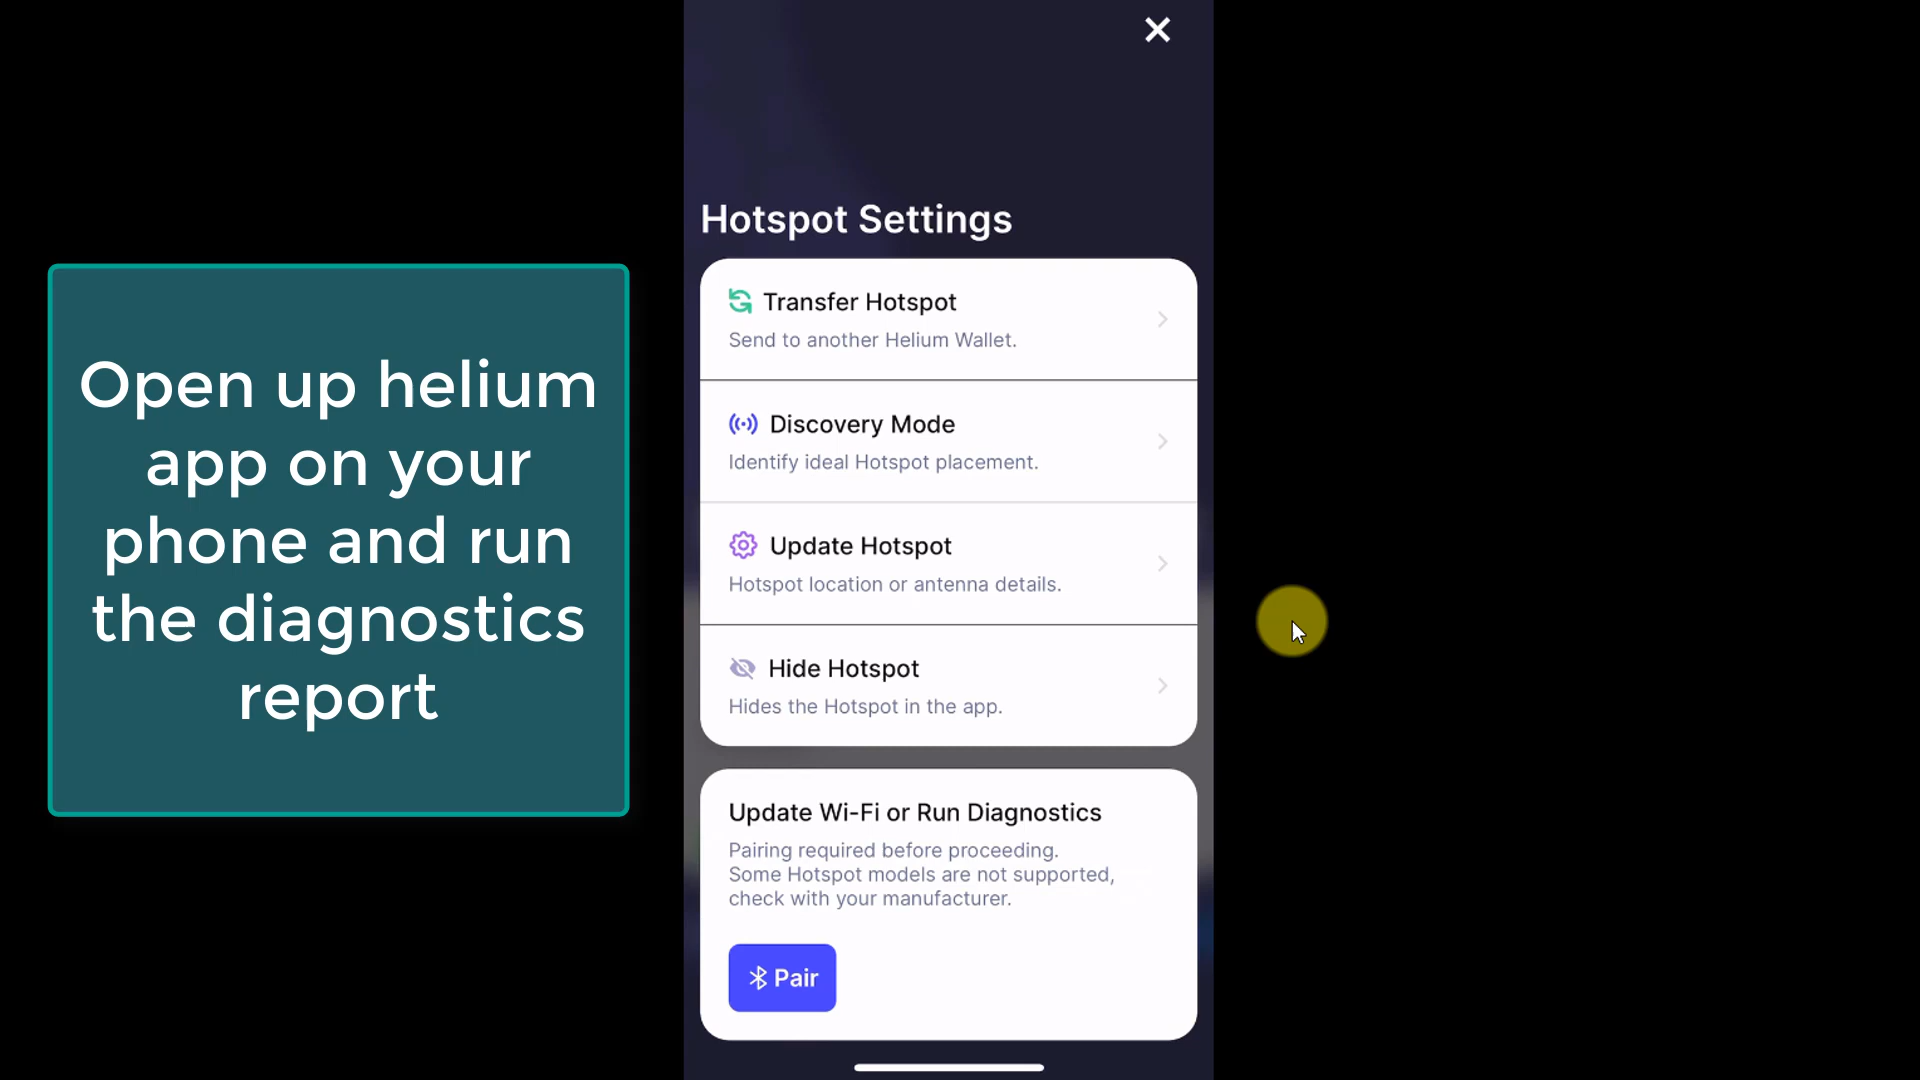 Open up helium
app on your
phone and run
the diagnostics
report
Hotspot Settings
Transfer Hotspot
Send to another Helium Wallet.
Discovery Mode
Identify ideal Hotspot placement.
Update Hotspot
Hotspot location or antenna details.
Hide Hotspot
Hides the Hotspot in the app.
Update Wi-Fi or Run Diagnostics
Pairing required before proceeding.
Some Hotspot models are not supported,
check with your manufacturer.
Pair